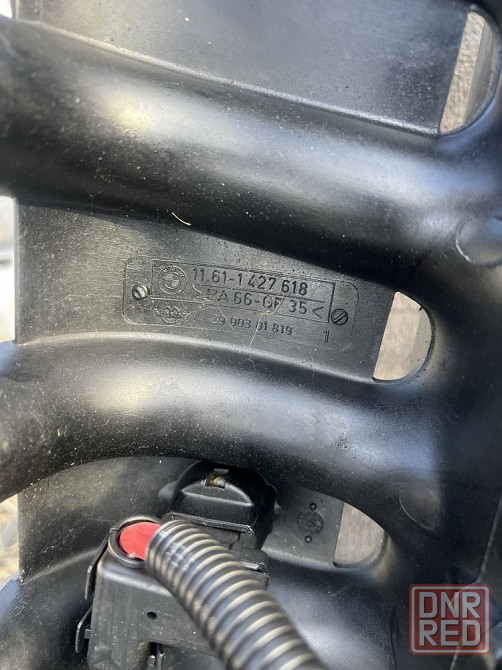 11.61-1 427 618
>PA 66-GF 35<
39 003 01 819
1
DNR
RED